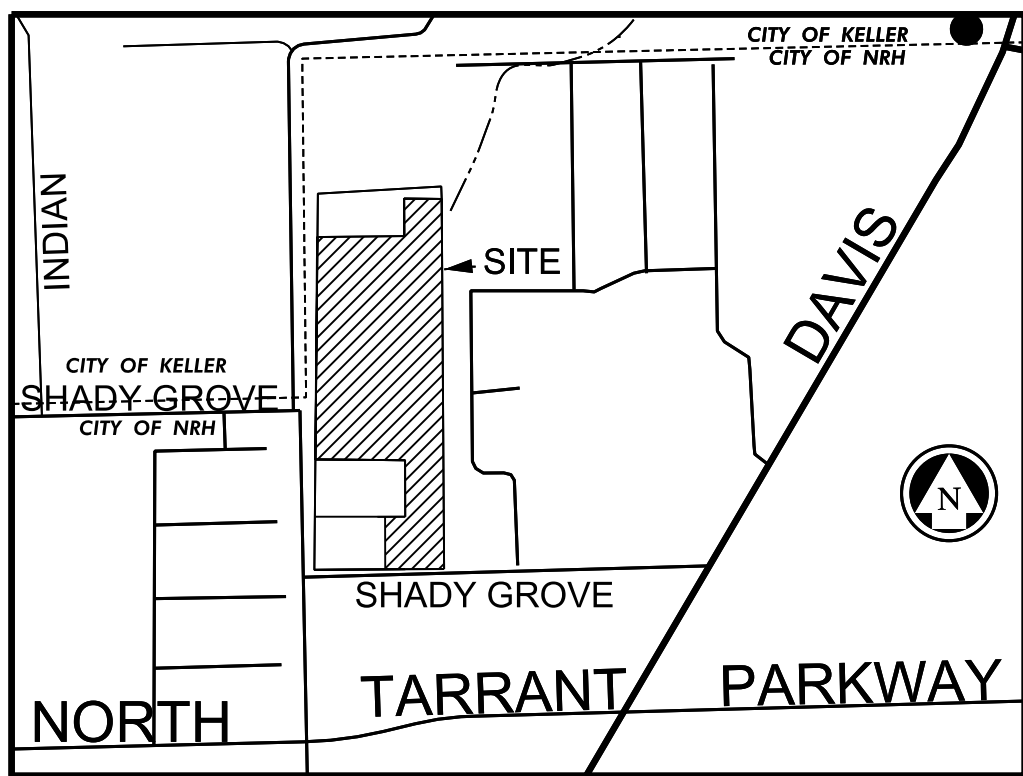 CITY OF KELLER
CITY OF NRH
INDIAN
DAVIS
SITE
CITY OF KELLER
SHADY GROVE
CITY OF NRH
N
SHADY GROVE
NORTH TARRANT PARKWAY